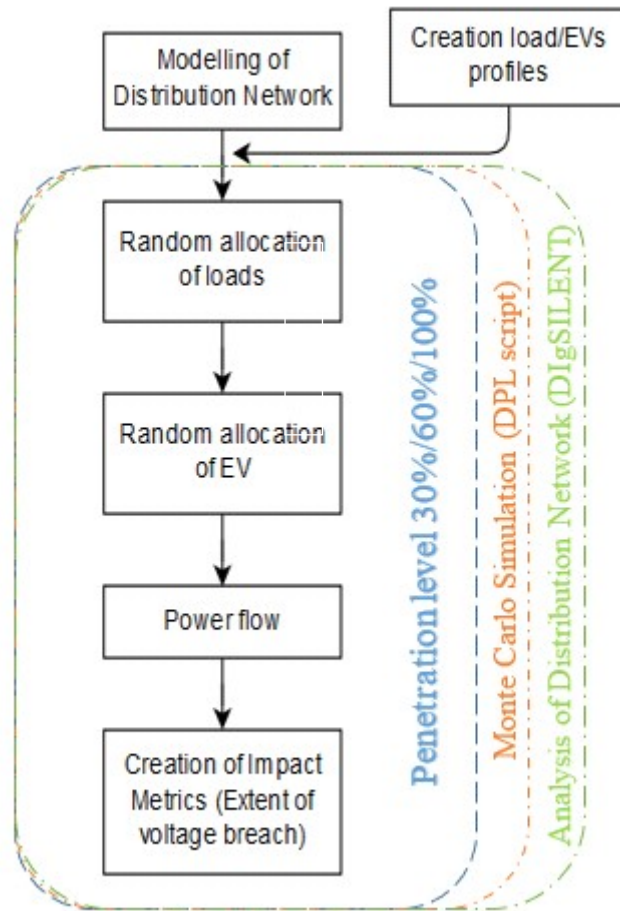 Creation load/EVs
profiles
Modelling of
Distribution Network
Random allocation
of loads
Random allocation
of EV
Power flow
Creation of Impact
Metrics (Extent of
voltage breach)
Penetration level 30%/60%/100%
Monte Carlo Simulation (DPL script)
Analysis of Distribution Network (DIgSILENT)